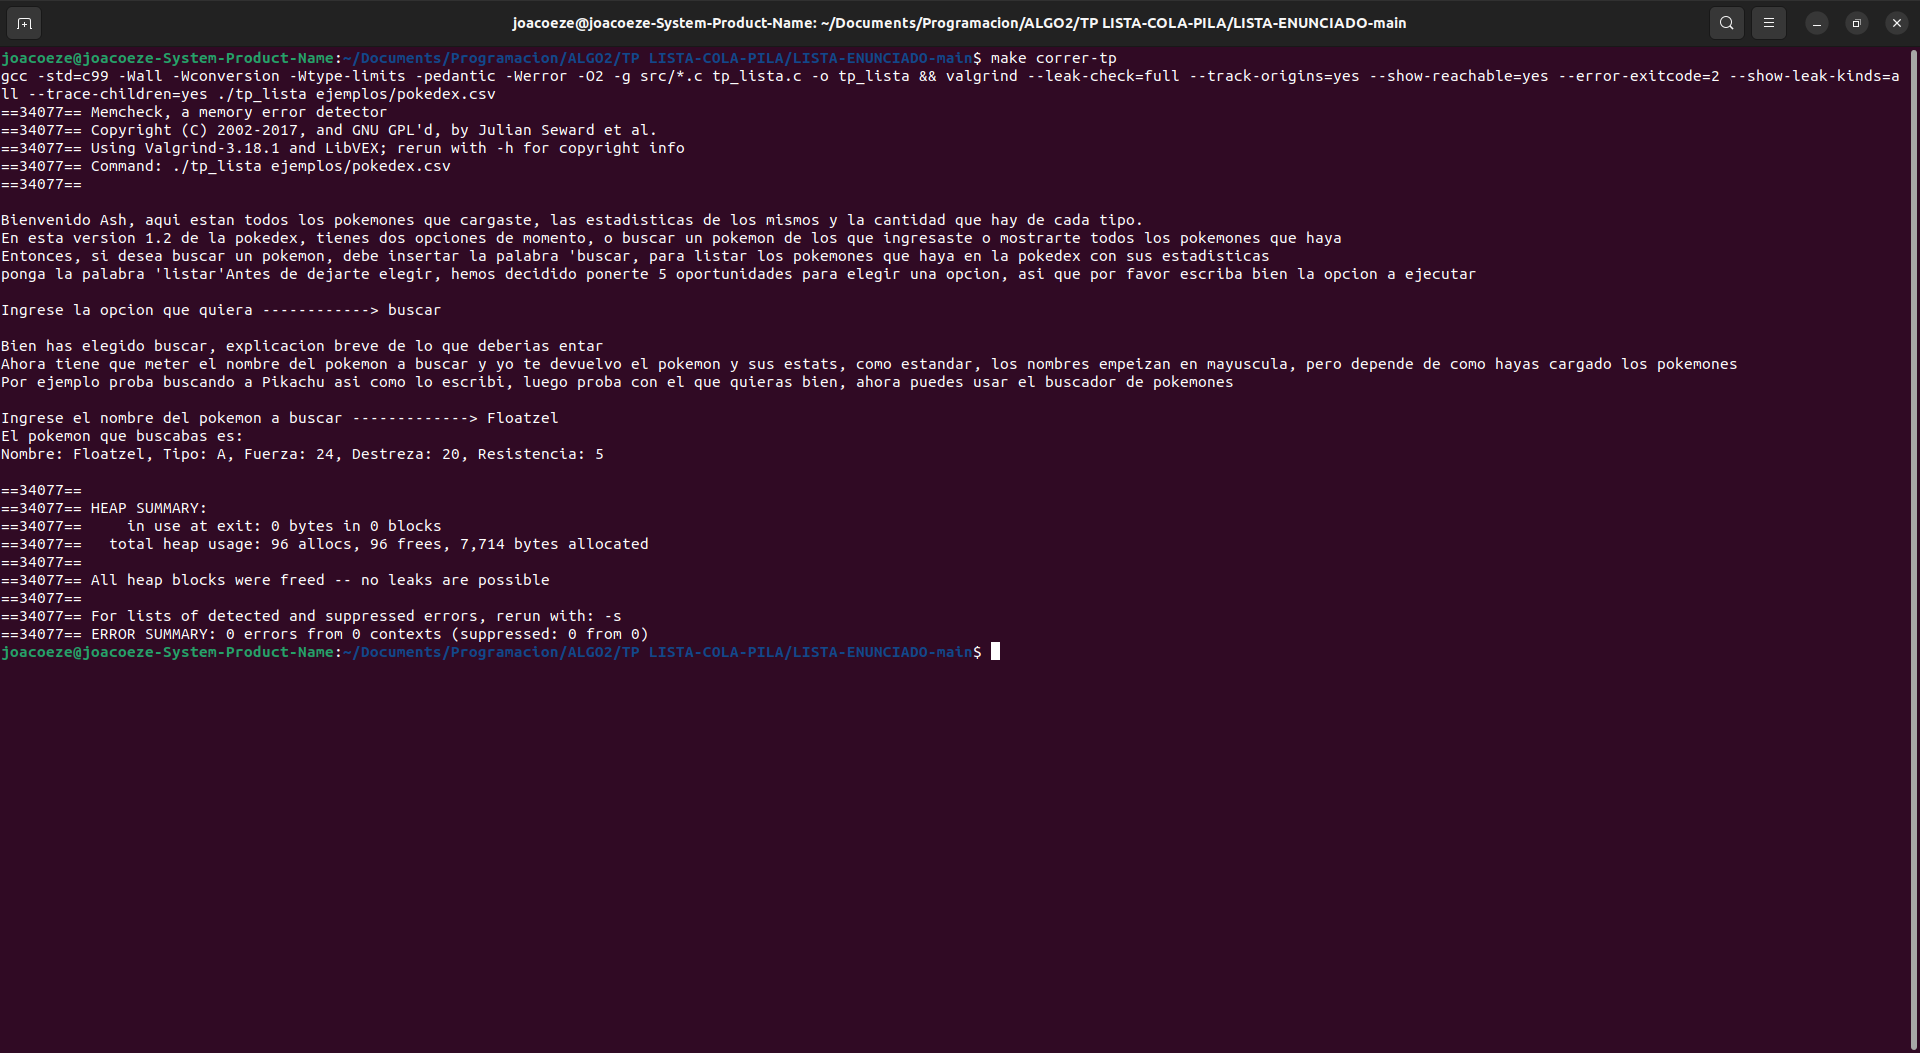 joacoeze@joacoeze-System-Product-Name: ~/Documents/Programacion/ALGO2/TP LISTA-COLA-PILA/LISTA-ENUNCIADO-main
joacoeze@joacoeze-System-Product-Name:~/Documents/Programacion/ALGO2/TP LISTA-COLA-PILA/LISTA-ENUNCIADO-main$ make correr-tp
gcc -std=c99 -Wall -Wconversion -Wtype-limits -pedantic -Werror -O2 -g src/*.c tp_lista.c -o tp_lista && valgrind --leak-check=full --track-origins=yes --show-reachable=yes --error-exitcode=2 --show-leak-kinds=a
ll --trace-children=yes ./tp_lista ejemplos/pokedex.csv
==34077== Memcheck, a memory error detector
==34077== Copyright (C) 2002-2017, and GNU GPL'd, by Julian Seward et al.
==34077== Using Valgrind-3.18.1 and LibVEX; rerun with -h for copyright info
==34077== Command: ./tp_lista ejemplos/pokedex.csv
==34077==
Bienvenido Ash, aqui estan todos los pokemones que cargaste, las estadisticas de los mismos y la cantidad que hay de cada tipo.
En esta version 1.2 de la pokedex, tienes dos opciones de momento, o buscar un pokemon de los que ingresaste o mostrarte todos los pokemones que haya
Entonces, si desea buscar un pokemon, debe insertar la palabra 'buscar, para listar los pokemones que haya en la pokedex con sus estadisticas
ponga la palabra 'listar'Antes de dejarte elegir, hemos decidido ponerte 5 oportunidades para elegir una opcion, asi que por favor escriba bien la opcion a ejecutar
Ingrese la opcion que quiera ------------> buscar
Bien has elegido buscar, explicacion breve de lo que deberias entar
Ahora tiene que meter el nombre del pokemon a buscar y yo te devuelvo el pokemon y sus estats, como estandar, los nombres empeizan en mayuscula, pero depende de como hayas cargado los pokemones
Por ejemplo proba buscando a Pikachu asi como lo escribi, luego proba con el que quieras bien, ahora puedes usar el buscador de pokemones
Ingrese el nombre del pokemon a buscar -------------> Floatzel
El pokemon que buscabas es:
Nombre: Floatzel, Tipo: A, Fuerza: 24, Destreza: 20, Resistencia: 5
==34077==
==34077== HEAP SUMMARY:
==34077==     in use at exit: 0 bytes in 0 blocks
==34077==   total heap usage: 96 allocs, 96 frees, 7,714 bytes allocated
==34077==
==34077== All heap blocks were freed -- no leaks are possible
==34077==
==34077== For lists of detected and suppressed errors, rerun with: -s
==34077== ERROR SUMMARY: 0 errors from 0 contexts (suppressed: 0 from 0)
joacoeze@joacoeze-System-Product-Name:~/Documents/Programacion/ALGO2/TP LISTA-COLA-PILA/LISTA-ENUNCIADO-main$